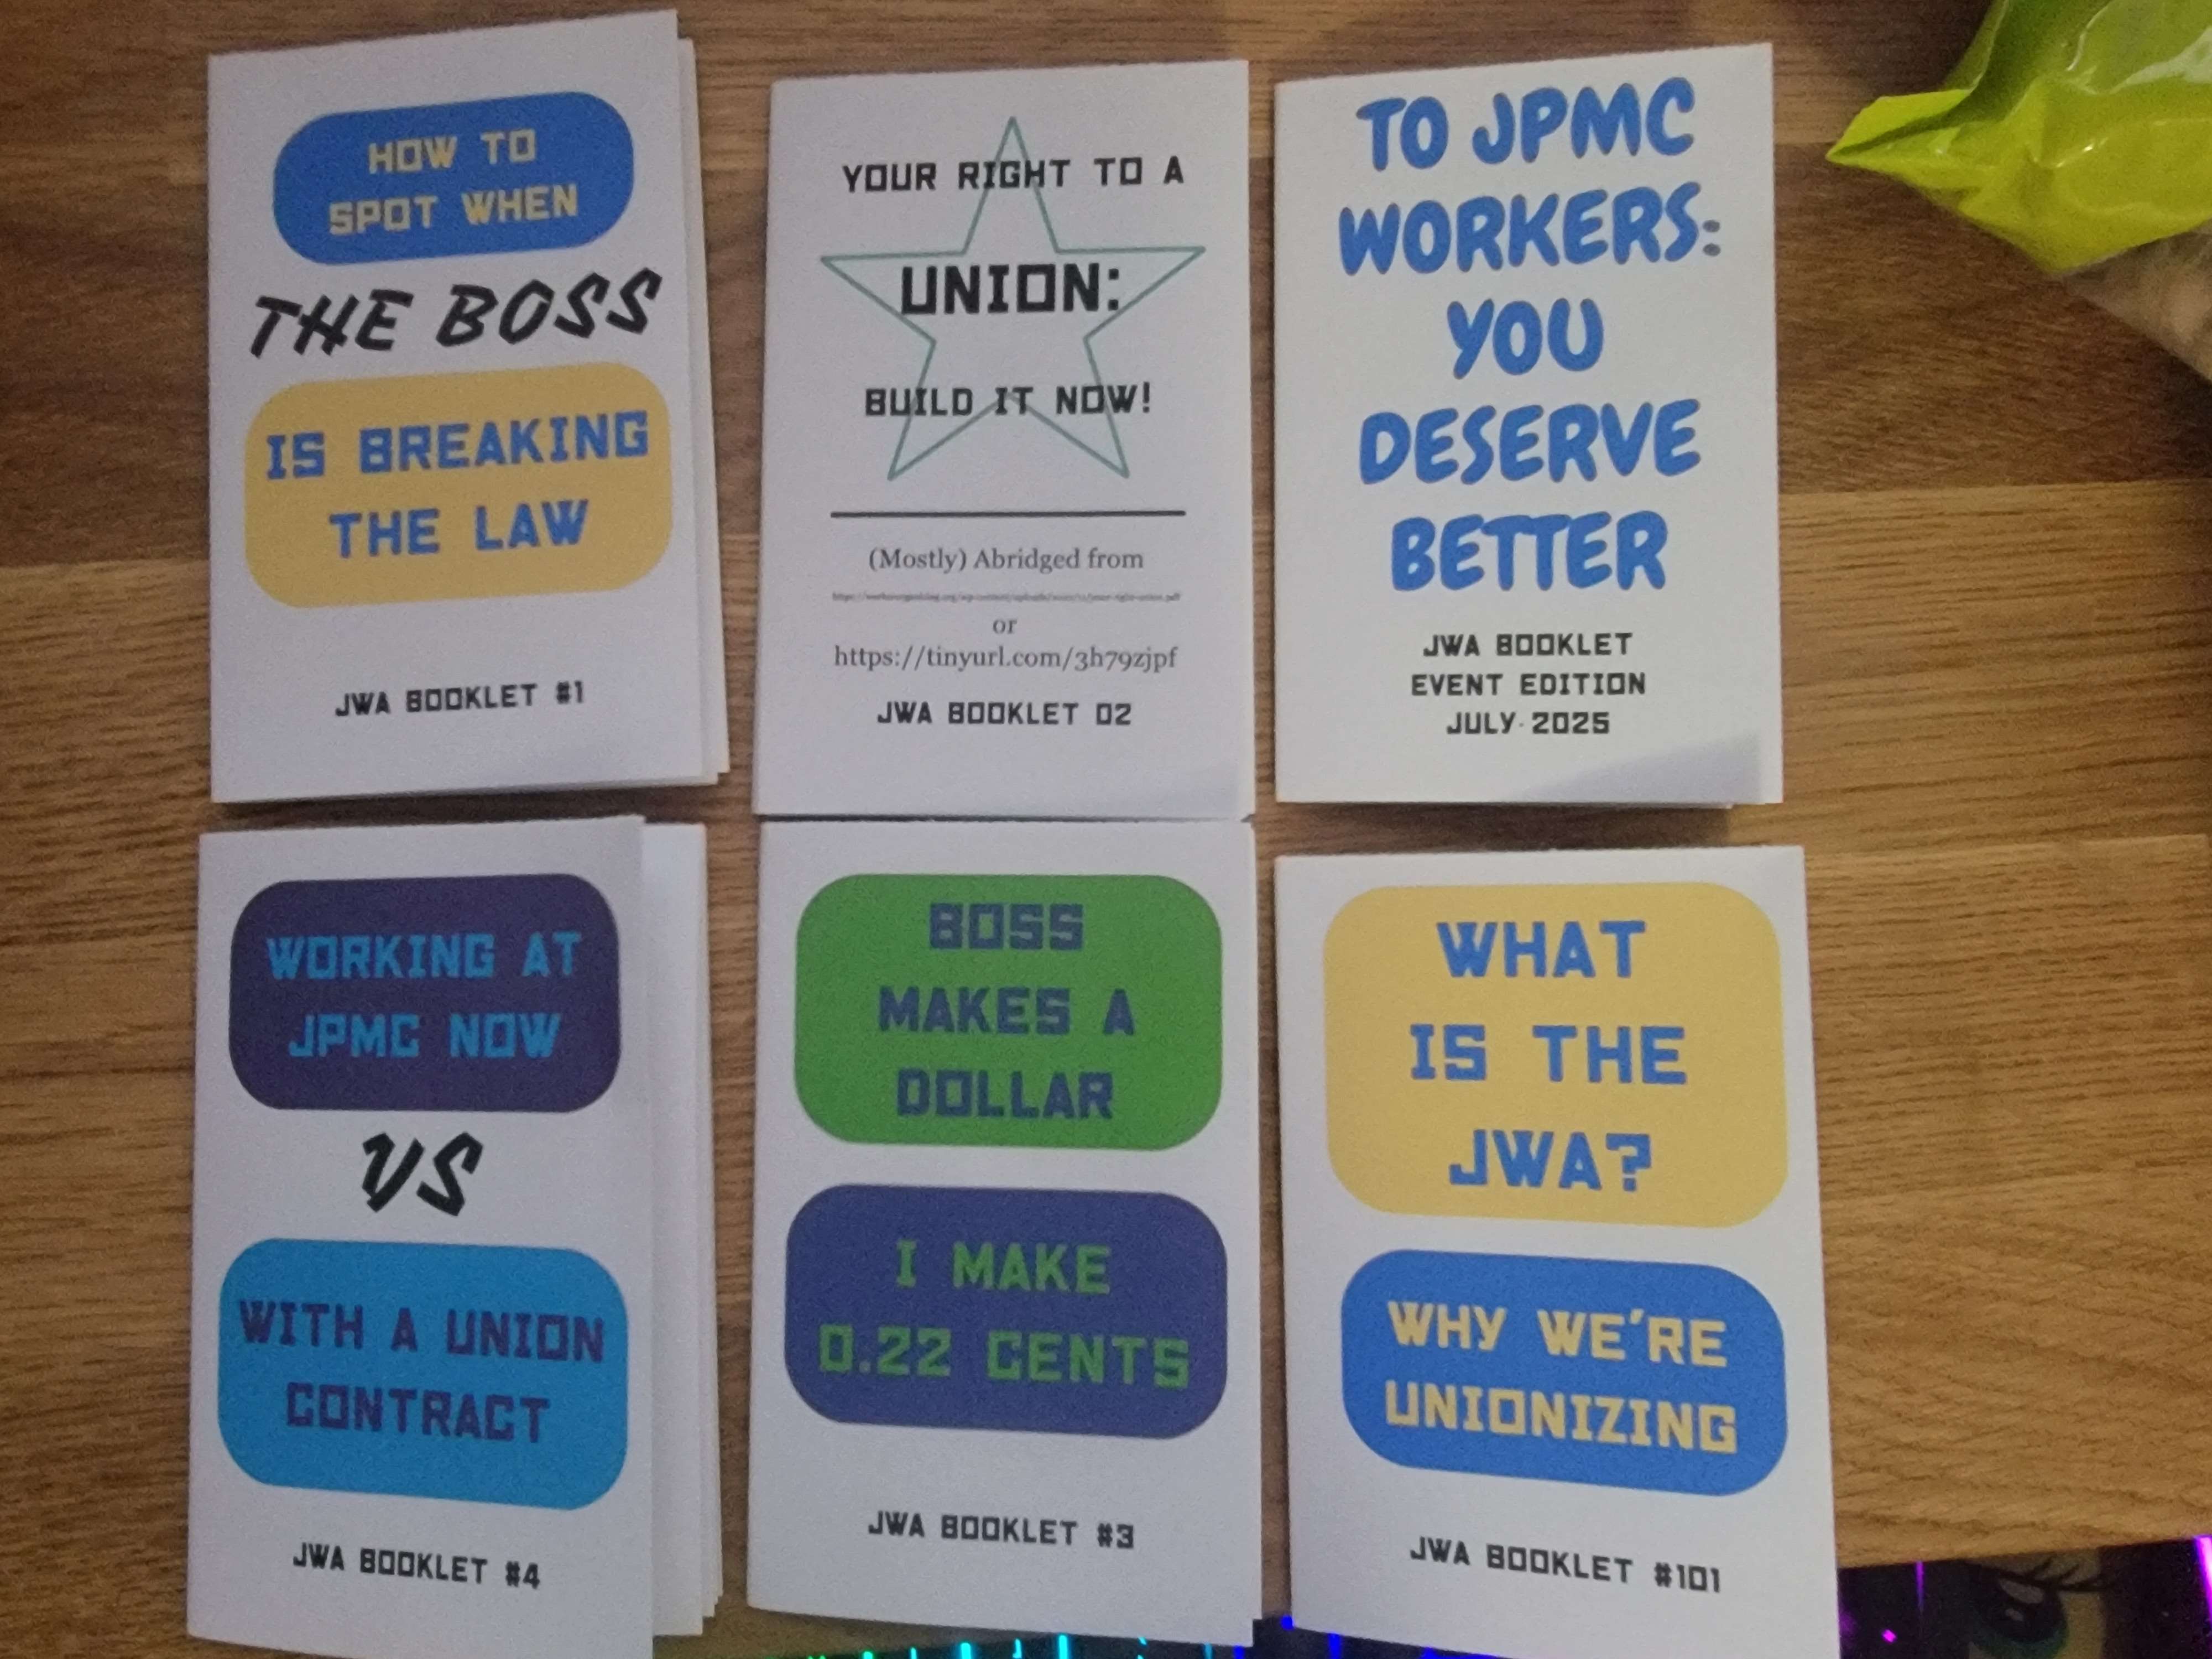 HOW TO
SPOT WHEN
THE BOSS
IS BREAKING
THE LAW
JWA BOOKLET #1
YOUR RIGHT TO A
UNION:
BUILD IT NOW!
(Mostly) Abridged from
or
https://tinyurl.com/3h79zjpf
JWA BOOKLET 02
TO JPMC
WORKERS:
YOU
DESERVE
BETTER
JWA BOOKLET
EVENT EDITION
JULY 2025
WORKING AT
JPMC NOW
VS
WITH A UNION
CONTRACT
JWA BOOKLET #4
BOSS
MAKES A
DOLLAR
I MAKE
0.22 CENTS
JWA BOOKLET #3
WHAT
IS THE
JWA?
WHY WE'RE
UNIONIZING
JWA BOOKLET #101